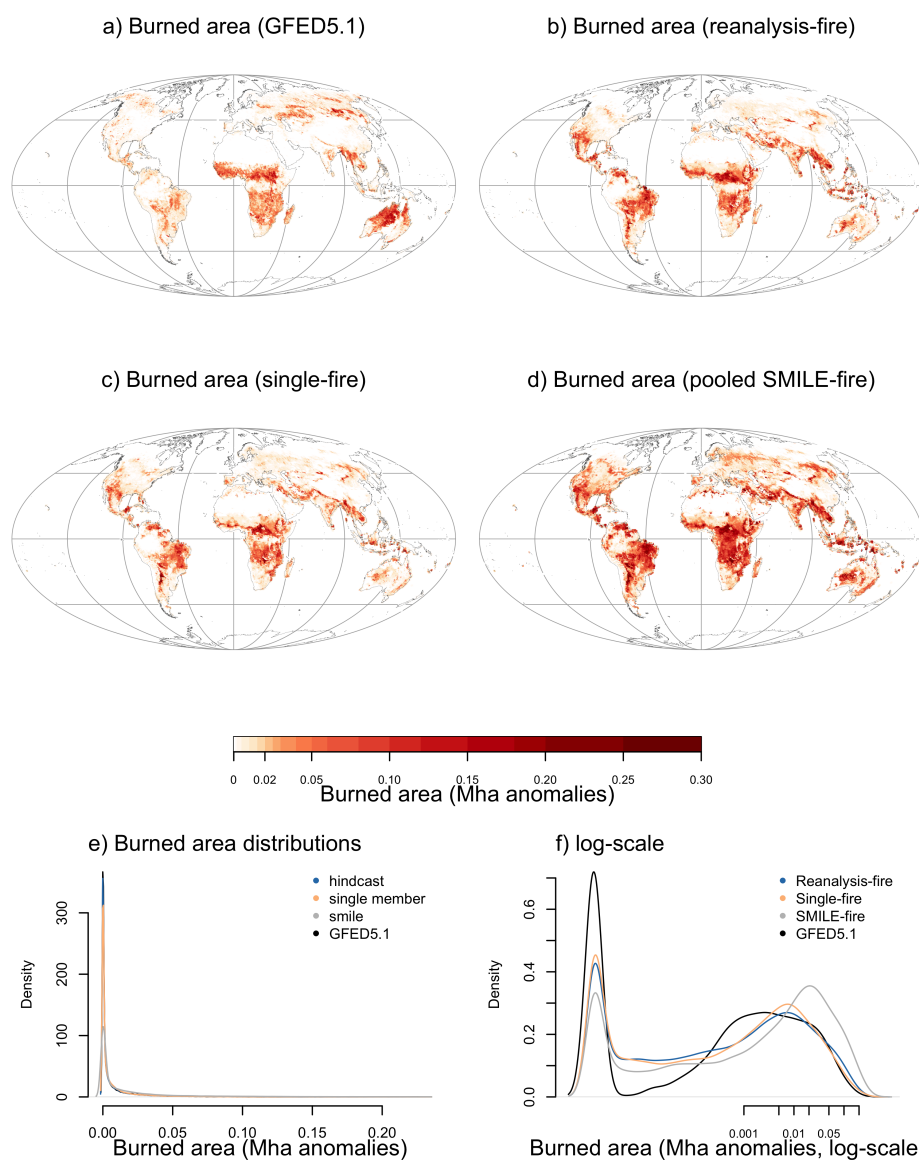 a) Burned area (GFED5.1)
b) Burned area (reanalysis-fire)
c) Burned area (single-fire)
d) Burned area (pooled SMILE-fire)
0 0.02 0.05 0.10 0.15 0.20 0.25 0.30
Burned area (Mha anomalies)
e) Burned area distributions
hindcast
single member
smile
GFED5.1
Density
0 100 200 300
0.00 0.05 0.10 0.15 0.20
Burned area (Mha anomalies)
f) log-scale
Reanalysis-fire
Single-fire
SMILE-fire
GFED5.1
Density
0.0 0.2 0.4 0.6
0.001 0.01 0.05
Burned area (Mha anomalies, log-scale